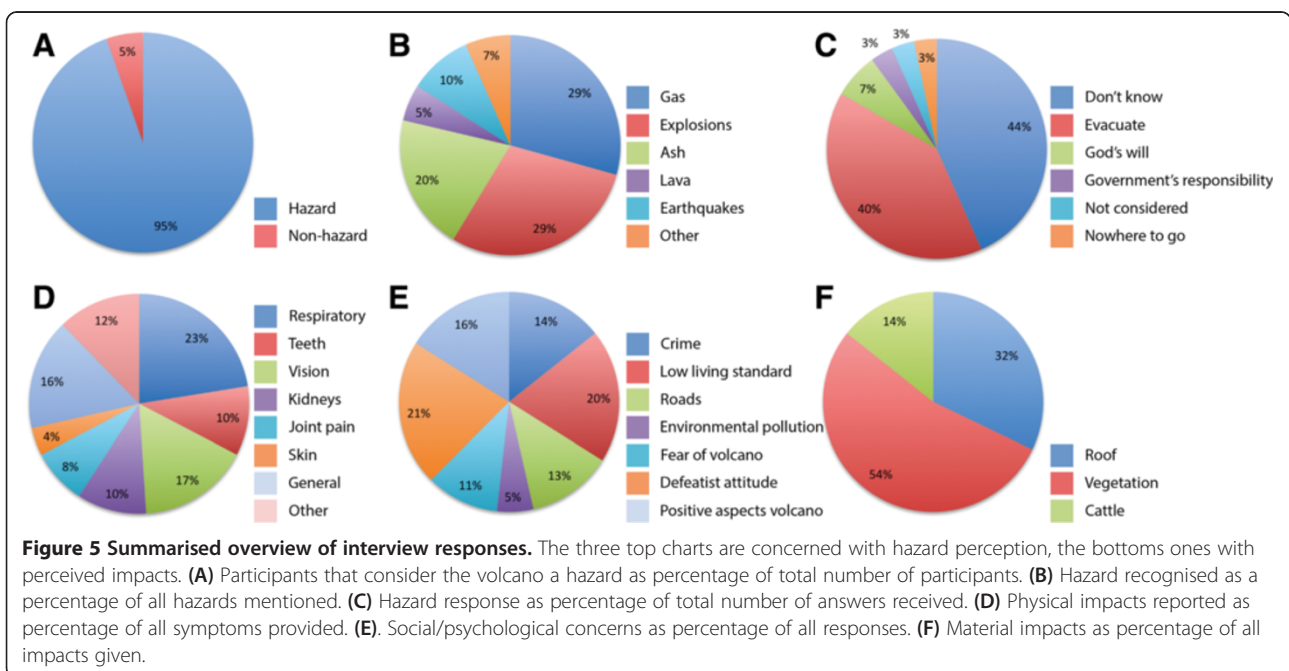 A
5%
95%
Hazard
Non-hazard
B
7%
10%
29%
5%
20%
29%
Gas
Explosions
Ash
Lava
Earthquakes
Other
C
3%
3%
3%
7%
44%
40%
Don't know
Evacuate
God's will
Government's responsibility
Not considered
Nowhere to go
D
12%
23%
16%
10%
4%
8%
17%
10%
Respiratory
Teeth
Vision
Kidneys
Joint pain
Skin
General
Other
E
16%
14%
21%
20%
11%
5%
13%
Crime
Low living standard
Roads
Environmental pollution
Fear of volcano
Defeatist attitude
Positive aspects volcano
F
14%
32%
54%
Roof
Vegetation
Cattle
Figure 5 Summarised overview of interview responses. The three top charts are concerned with hazard perception, the bottoms ones with
perceived impacts. (A) Participants that consider the volcano a hazard as percentage of total number of participants. (B) Hazard recognised as a
percentage of all hazards mentioned. (C) Hazard response as percentage of total number of answers received. (D) Physical impacts reported as
percentage of all symptoms provided. (E). Social/psychological concerns as percentage of all responses. (F) Material impacts as percentage of all
impacts given.